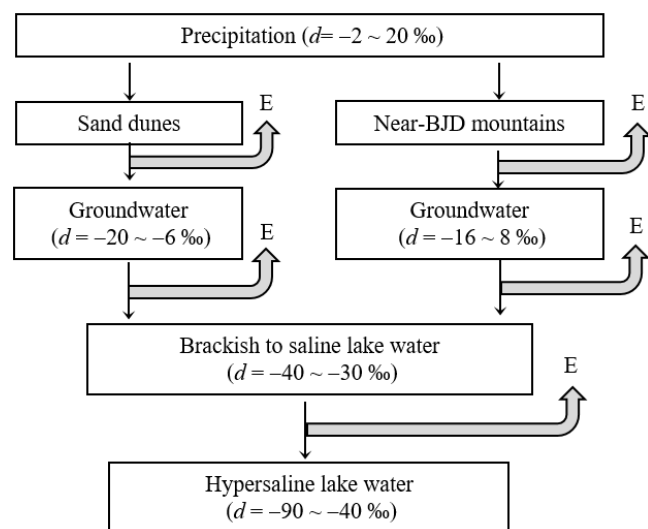 Precipitation (d= –2 ~ 20 ‰)
E
E
Sand dunes
Near-BJD mountains
Groundwater
(d = –20 ~ –6 ‰)
E
Groundwater
(d = –16 ~ 8 ‰)
E
Brackish to saline lake water
(d = –40 ~ –30 ‰)
E
Hypersaline lake water
(d = –90 ~ –40 ‰)